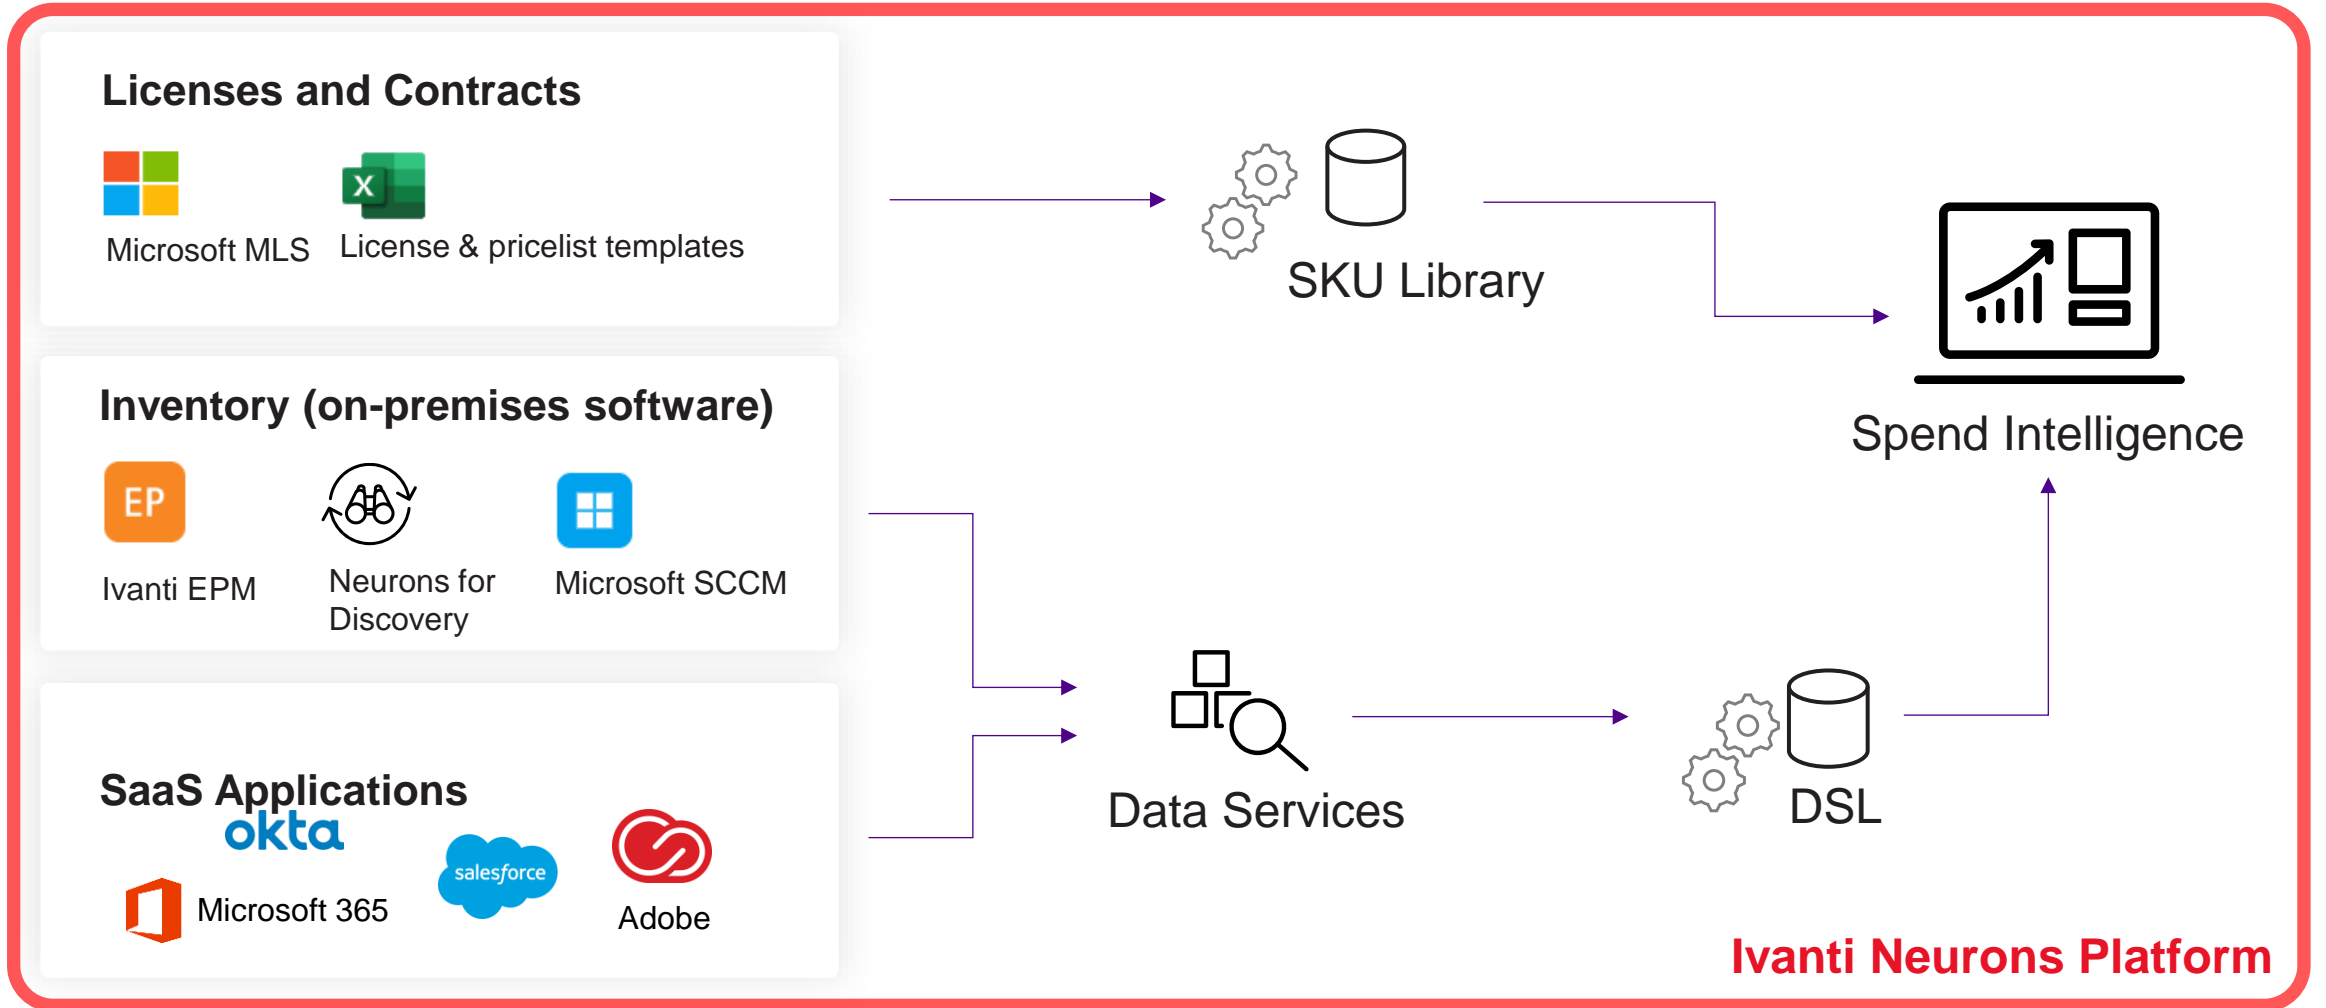 Licenses and Contracts
X
Microsoft MLS
License & pricelist templates
SKU Library
Spend Intelligence
Inventory (on-premises software)
EP
Ivanti EPM
Neurons for
Discovery
Microsoft SCCM
Data Services
DSL
SaaS Applications
okta
salesforce
Microsoft 365
Adobe
Ivanti Neurons Platform